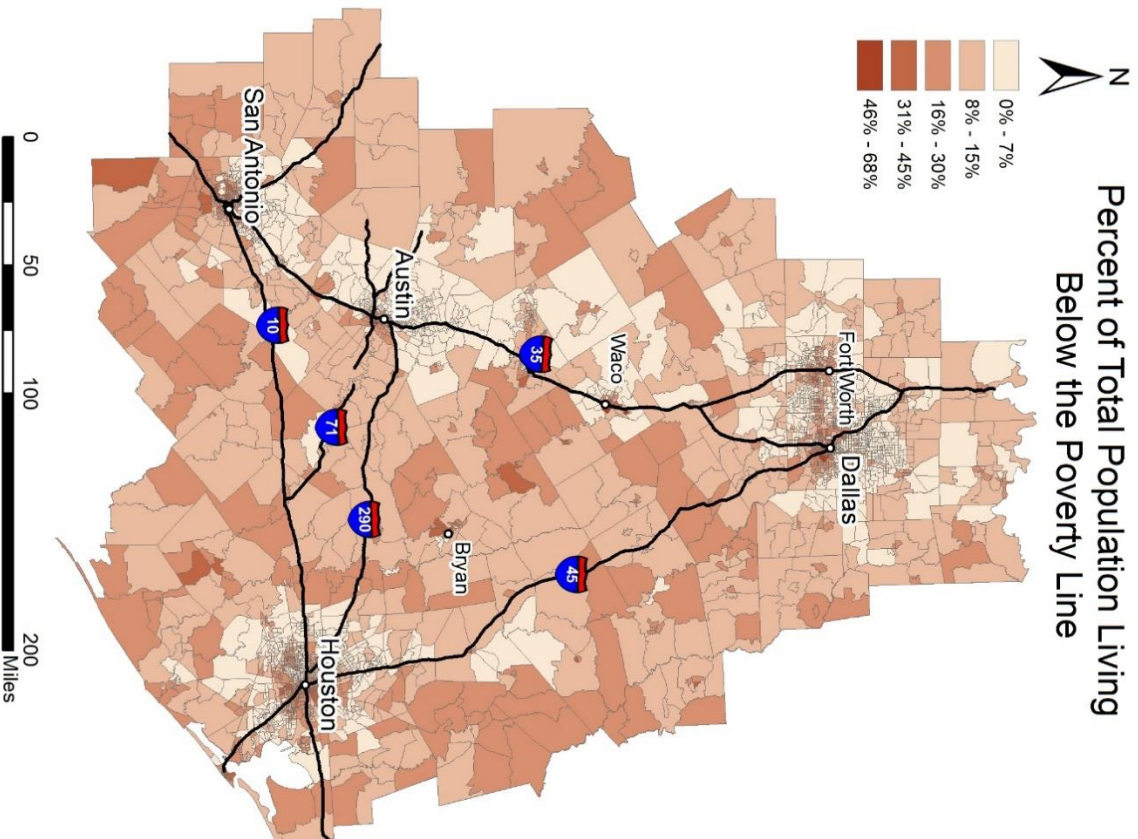 Percent of Total Population Living
Below the Poverty Line
N
0% - 7%
8% - 15%
16% - 30%
31% - 45%
46% - 68%
Fort Worth
Dallas
Waco
35
45
Bryan
Austin
290
71
San Antonio
10
Houston
0
50
100
200
Miles